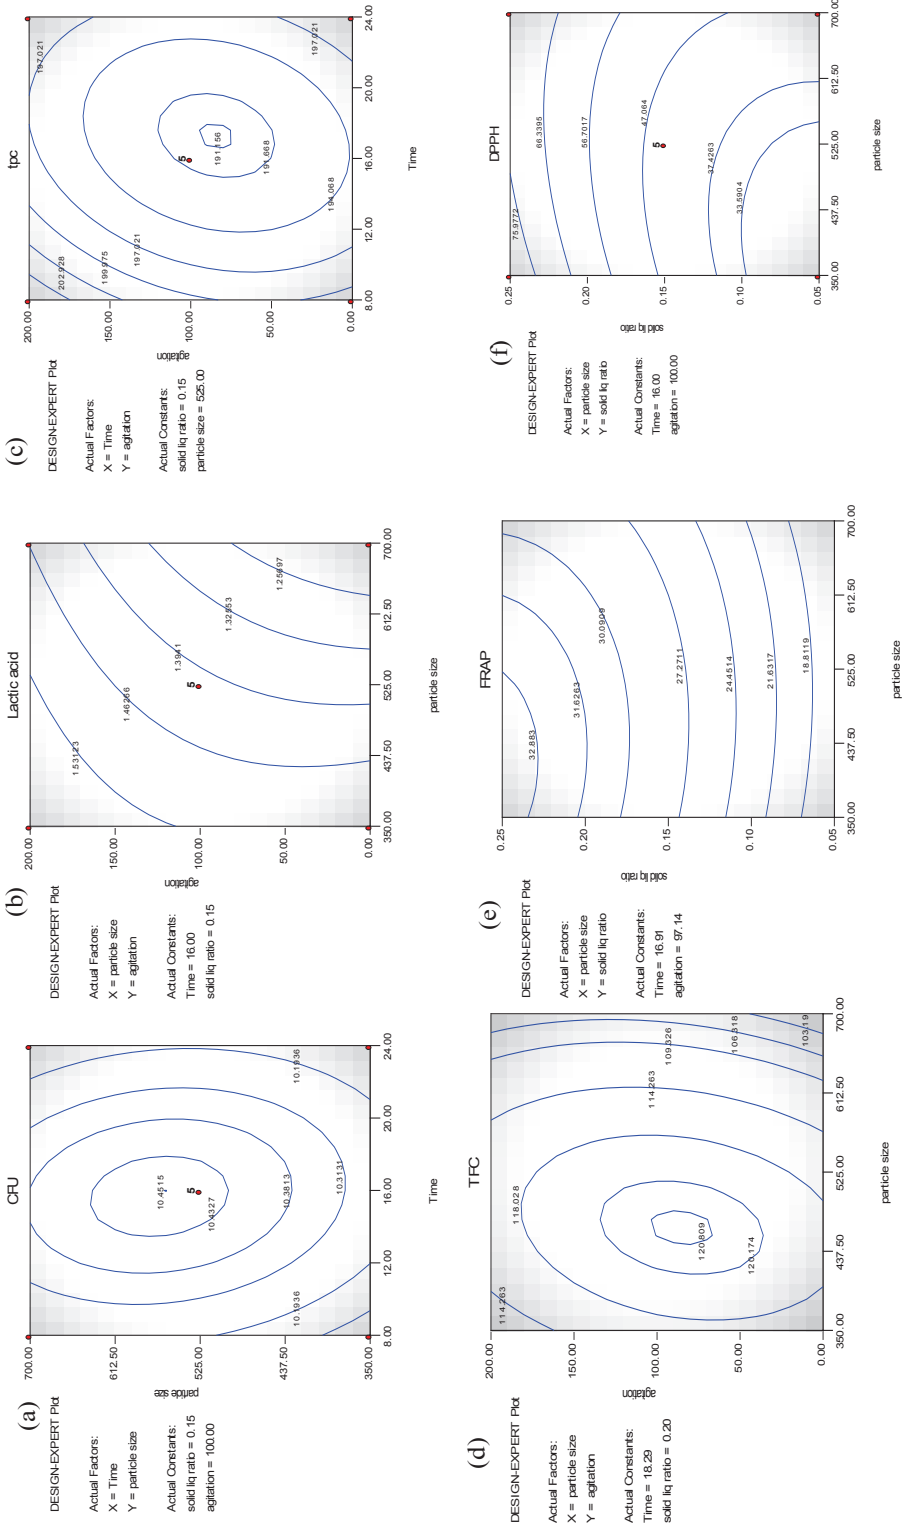 (a)
DESIGN-EXPERT Plot
Actual Factors:
X = Time
Y = particle size
Actual Constants:
solid liq ratio = 0.15
agitation = 100.00
CFU
700.00
612.50
525.00
437.50
350.00
particle size
8.00
12.00
16.00
20.00
24.00
Time
10.1936
10.1936
10.3131
10.3813
10.4327
10.4515
5
(b)
DESIGN-EXPERT Plot
Actual Factors:
X = particle size
Y = agitation
Actual Constants:
Time = 16.00
solid liq ratio = 0.15
Lactic acid
200.00
150.00
100.00
50.00
0.00
agitation
350.00
437.50
525.00
612.50
700.00
particle size
1.53123
1.46266
1.3941
1.32553
1.25697
5
(c)
DESIGN-EXPERT Plot
Actual Factors:
X = Time
Y = agitation
Actual Constants:
solid liq ratio = 0.15
particle size = 525.00
tpc
200.00
150.00
100.00
50.00
0.00
agitation
8.00
12.00
16.00
20.00
24.00
Time
202.928
199.975
197.021
197.021
197.021
194.068
191.668
191.156
5
(d)
DESIGN-EXPERT Plot
Actual Factors:
X = particle size
Y = agitation
Actual Constants:
Time = 18.29
solid liq ratio = 0.20
TFC
200.00
150.00
100.00
50.00
0.00
agitation
350.00
437.50
525.00
612.50
700.00
particle size
114.263
118.028
120.809
120.174
114.263
109.326
106.318
103.19
(e)
DESIGN-EXPERT Plot
Actual Factors:
X = particle size
Y = solid liq ratio
Actual Constants:
Time = 16.91
agitation = 97.14
FRAP
0.25
0.20
0.15
0.10
0.05
solid liq ratio
350.00
437.50
525.00
612.50
700.00
particle size
32.883
31.6263
30.0909
27.2711
24.4514
21.6317
18.8119
(f)
DESIGN-EXPERT Plot
Actual Factors:
X = particle size
Y = solid liq ratio
Actual Constants:
Time = 16.00
agitation = 100.00
DPPH
0.25
0.20
0.15
0.10
0.05
solid liq ratio
350.00
437.50
525.00
612.50
700.00
particle size
75.9772
66.3395
56.7017
47.064
37.4263
33.5904
5